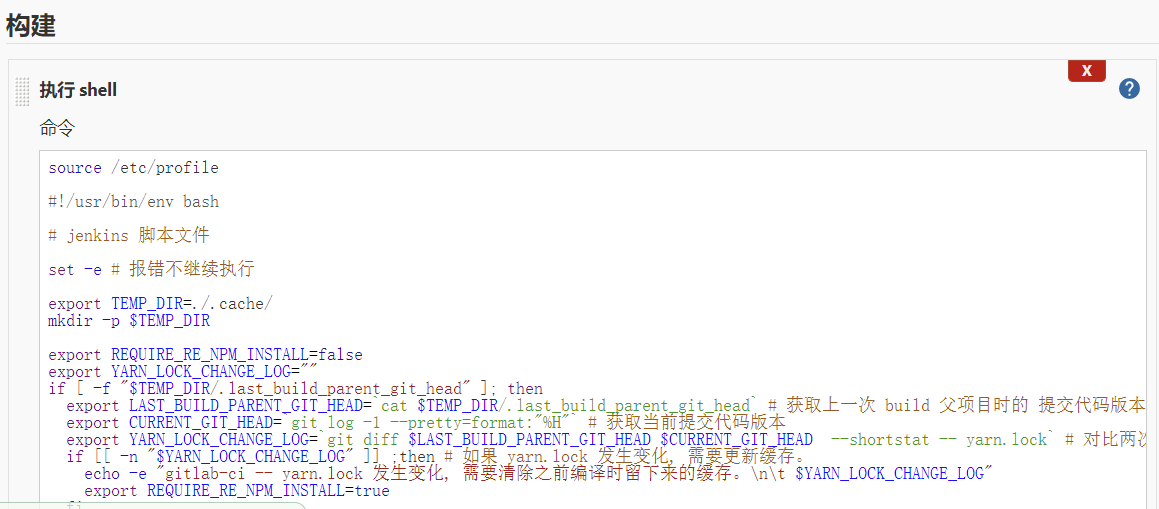 构建
X
执行 shell
?
命令
source /etc/profile
#!/usr/bin/env bash
# jenkins 脚本文件
set -e # 报错不继续执行
export TEMP_DIR=./.cache/
mkdir -p $TEMP_DIR
export REQUIRE_RE_NPM_INSTALL=false
export YARN_LOCK_CHANGE_LOG=""
if [ -f "$TEMP_DIR/.last_build_parent_git_head" ]; then
export LAST_BUILD_PARENT_GIT_HEAD=`cat $TEMP_DIR/.last_build_parent_git_head` # 获取上一次 build 父项目时的 提交代码版本
export CURRENT_GIT_HEAD=`git log -1 --pretty=format:"%H"` # 获取当前提交代码版本
export YARN_LOCK_CHANGE_LOG=`git diff $LAST_BUILD_PARENT_GIT_HEAD $CURRENT_GIT_HEAD  --shortstat -- yarn.lock` # 对比两次
if [[ -n "$YARN_LOCK_CHANGE_LOG" ]] ;then # 如果 yarn.lock 发生变化, 需要更新缓存。
echo -e "gitlab-ci -- yarn.lock 发生变化, 需要清除之前编译时留下来的缓存。\n\t $YARN_LOCK_CHANGE_LOG"
export REQUIRE_RE_NPM_INSTALL=true